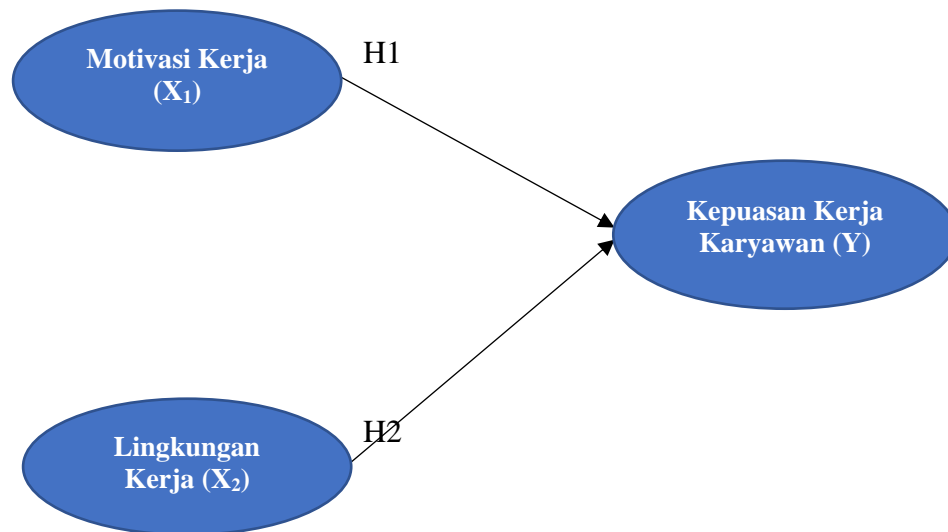 Motivasi Kerja
(X₁)
H1
Kepuasan Kerja
Karyawan (Y)
H2
Lingkungan
Kerja (X₂)